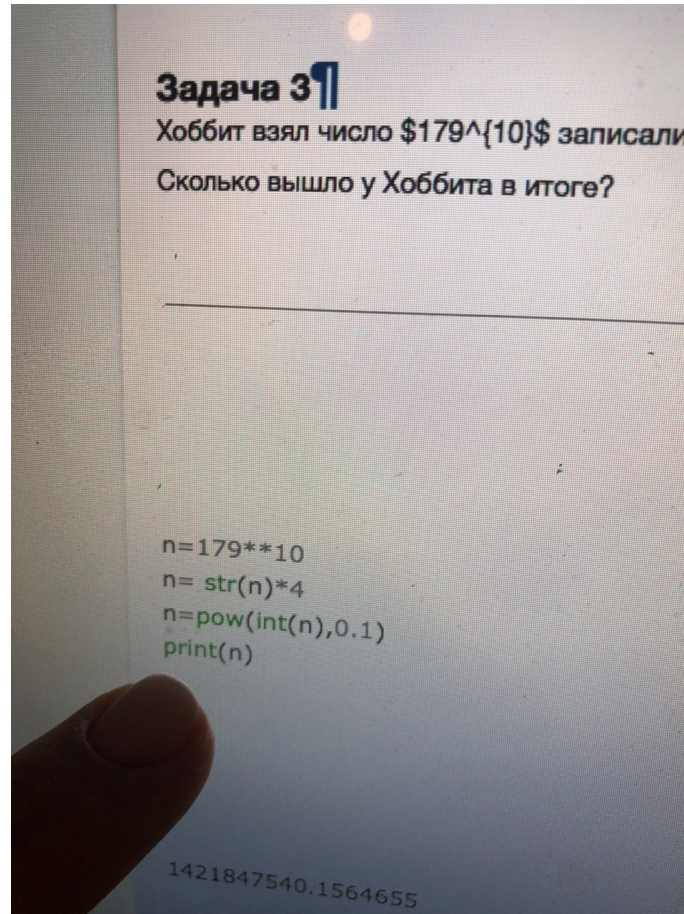 Задача 3¶
Хоббит взял число $179^{10}$ записали
Сколько вышло у Хоббита в итоге?
n=179**10
n= str(n)*4
n=pow(int(n),0.1)
print(n)
1421847540.1564655